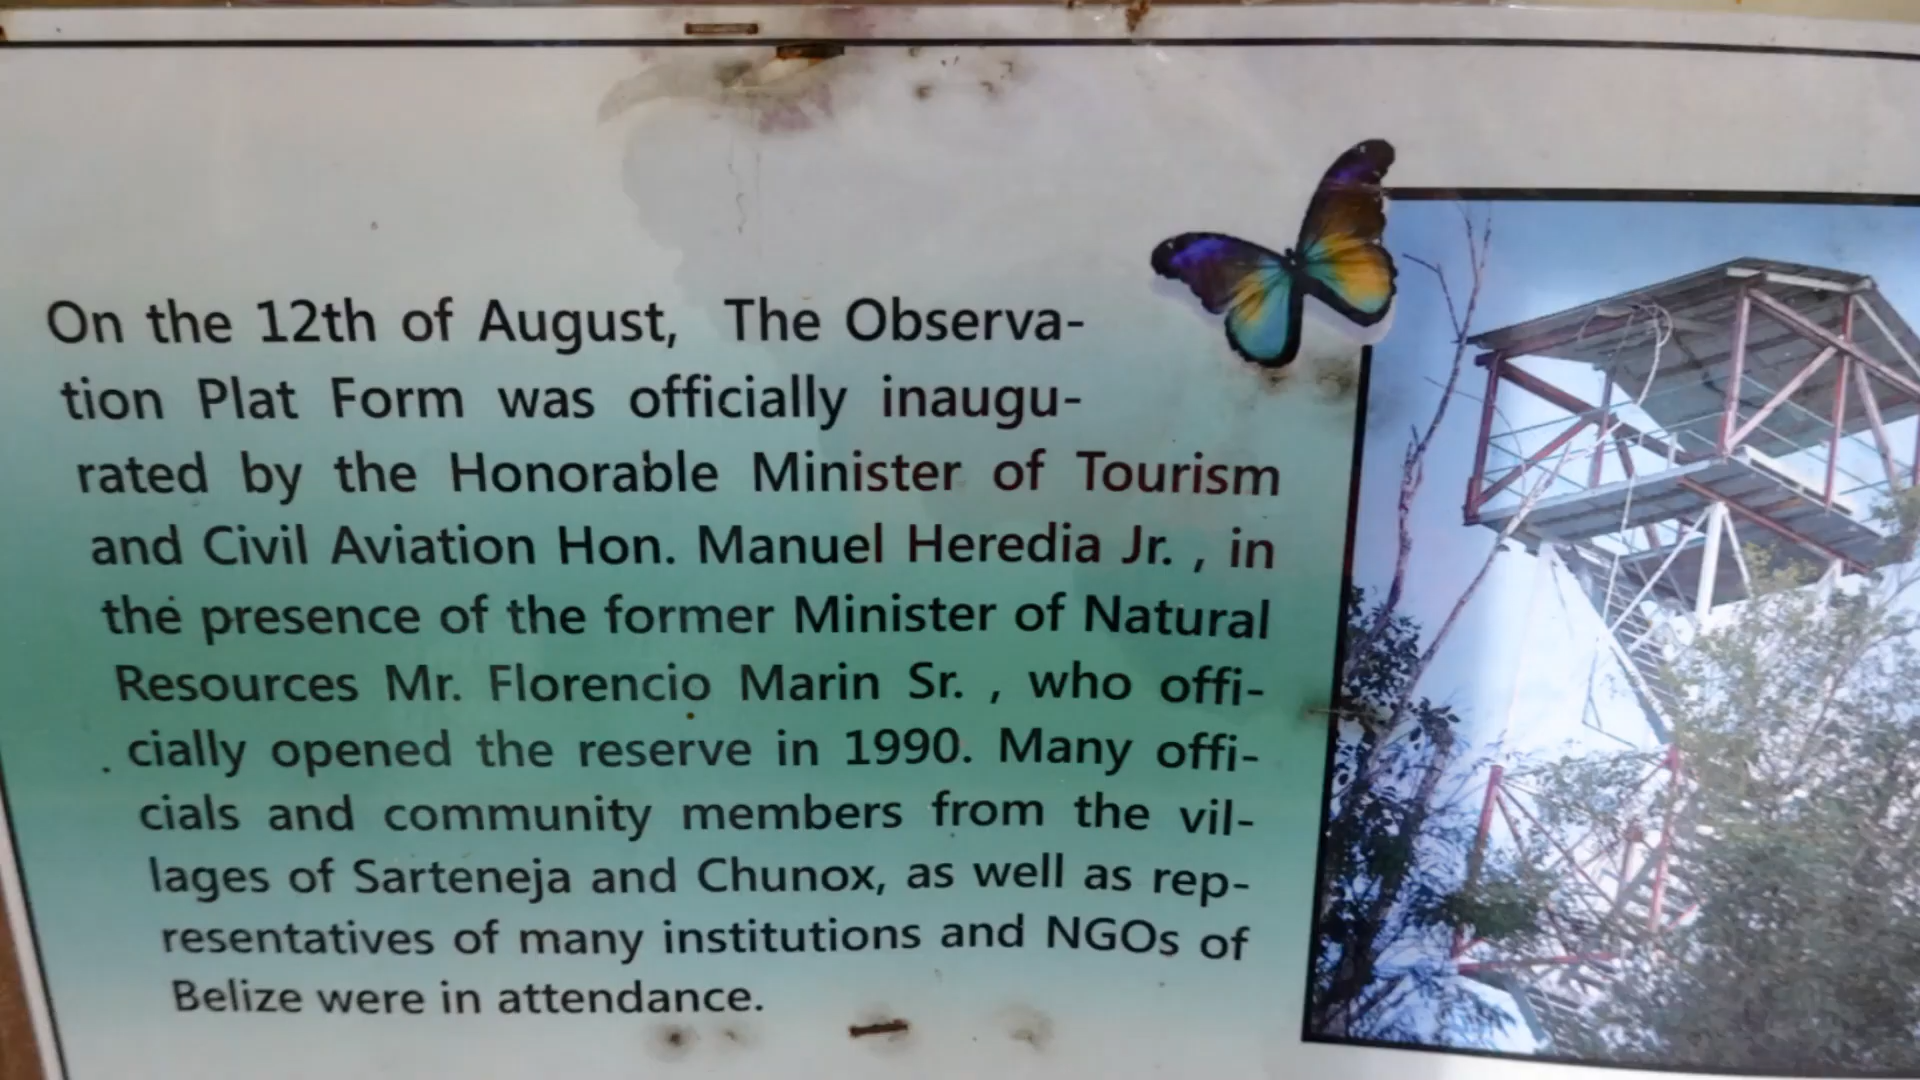 On the 12th of August, The Observa-
tion Plat Form was officially inaugu-
rated by the Honorable Minister of Tourism
and Civil Aviation Hon. Manuel Heredia Jr. , in
the presence of the former Minister of Natural
Resources Mr. Florencio Marin Sr. , who offi-
cially opened the reserve in 1990. Many offi-
cials and community members from the vil-
lages of Sarteneja and Chunox, as well as rep-
resentatives of many institutions and NGOs of
Belize were in attendance.